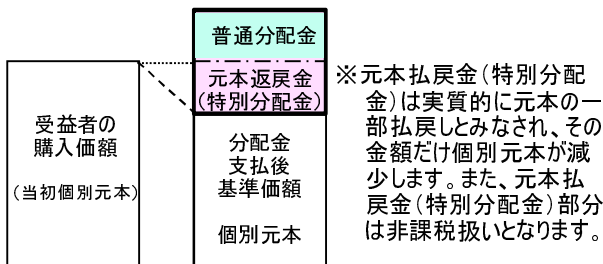 普通分配金
元本返戻金
(特別分配金)
受益者の
購入価額
(当初個別元本)
分配金
支払後
基準価額
個別元本
※元本払戻金(特別分配
金)は実質的に元本の一
部払戻しとみなされ、その
金額だけ個別元本が減
少します。また、元本払
戻金(特別分配金)部分
は非課税扱いとなります。